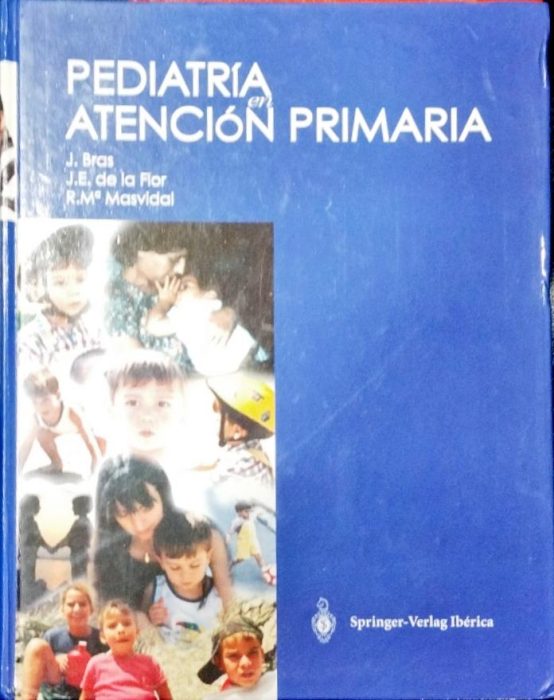 PEDIATRÍA
en
ATENCIÓN PRIMARIA
J. Bras
J.E. de la Flor
R.Mª Masvidal
Springer-Verlag Ibérica